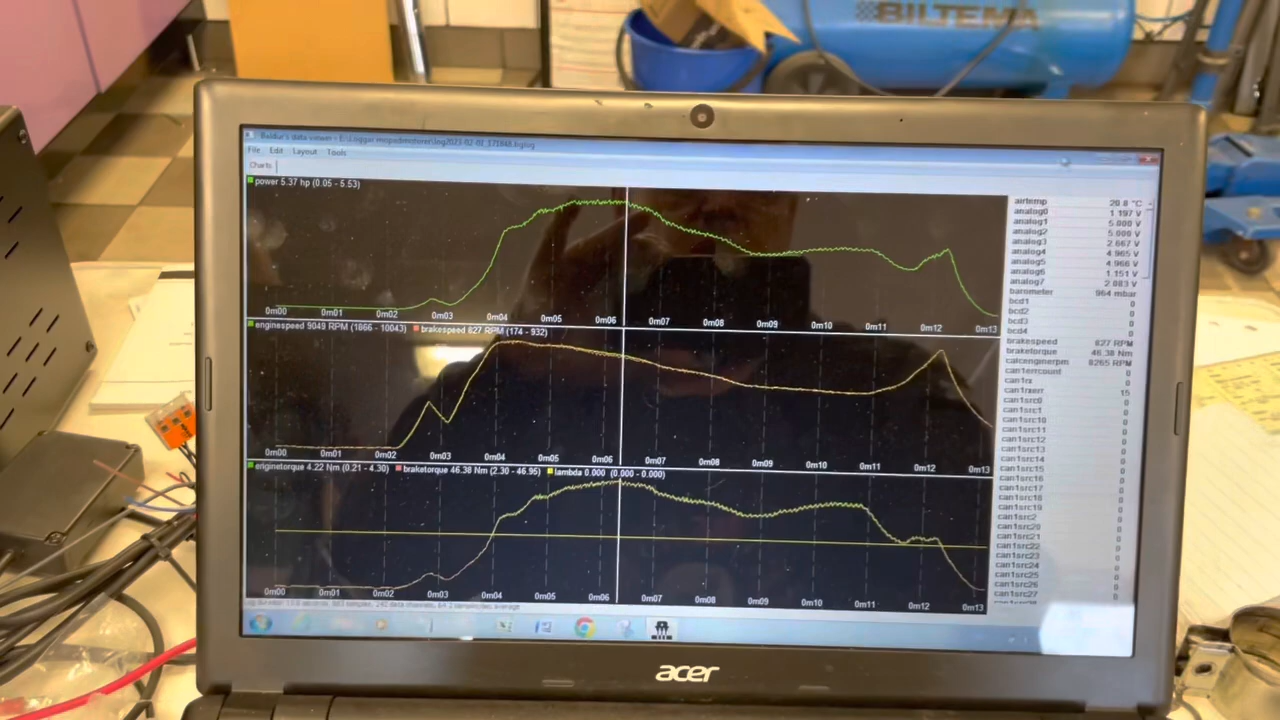 BILTEMA
Baldur's data viewer - E:\Loggar mopedmotorer\log2023-02-02_171848.bglog
File Edit Layout Tools
Charts
power 5.37 hp (0.05 - 5.53)
0m00 0m01 0m02 0m03 0m04 0m05 0m06 0m07 0m08 0m09 0m10 0m11 0m12 0m13
enginespeed 9049 RPM (1866 - 10043) brakespeed 827 RPM (174 - 932)
0m00 0m01 0m02 0m03 0m04 0m05 0m06 0m07 0m08 0m09 0m10 0m11 0m12 0m13
enginetorque 4.22 Nm (0.21 - 4.30) braketorque 46.38 Nm (2.30 - 46.95) lambda 0.000 (0.000 - 0.000)
0m00 0m01 0m02 0m03 0m04 0m05 0m06 0m07 0m08 0m09 0m10 0m11 0m12 0m13
airtemp 20.8 °C
analog0 1.197 V
analog1 5.000 V
analog2 5.000 V
analog3 2.667 V
analog4 4.965 V
analog5 4.966 V
analog6 1.151 V
analog7 2.083 V
barometer 964 mbar
bcd1 0
bcd2 0
bcd3 0
bcd4 0
brakespeed 827 RPM
braketorque 46.38 Nm
calcenginerpm 8265 RPM
can1errcount 0
can1rx 0
can1rxerr 15
can1src0 0
can1src1 0
can1src10 0
can1src11 0
can1src12 0
can1src13 0
can1src14 0
can1src15 0
can1src16 0
can1src17 0
can1src18 0
can1src19 0
can1src2 0
can1src20 0
can1src21 0
can1src22 0
can1src23 0
can1src24 0
can1src25 0
can1src26 0
can1src27 0
acer